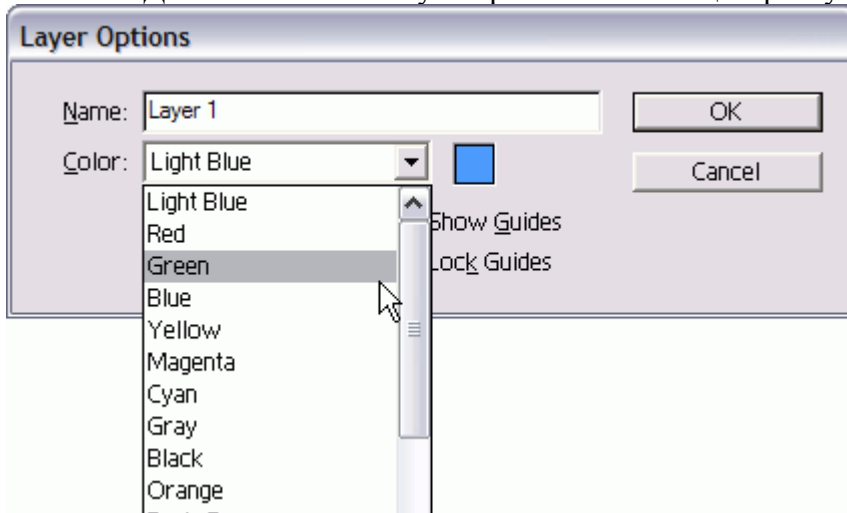 Layer Options
Name: Layer 1 OK
Color: Light Blue Cancel
Light Blue
Red Show Guides
Green Lock Guides
Blue
Yellow
Magenta
Cyan
Gray
Black
Orange